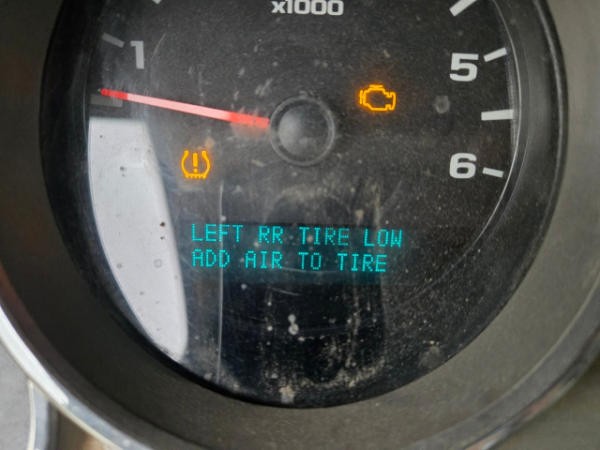 x1000
1
5
6
LEFT RR TIRE LOW
ADD AIR TO TIRE